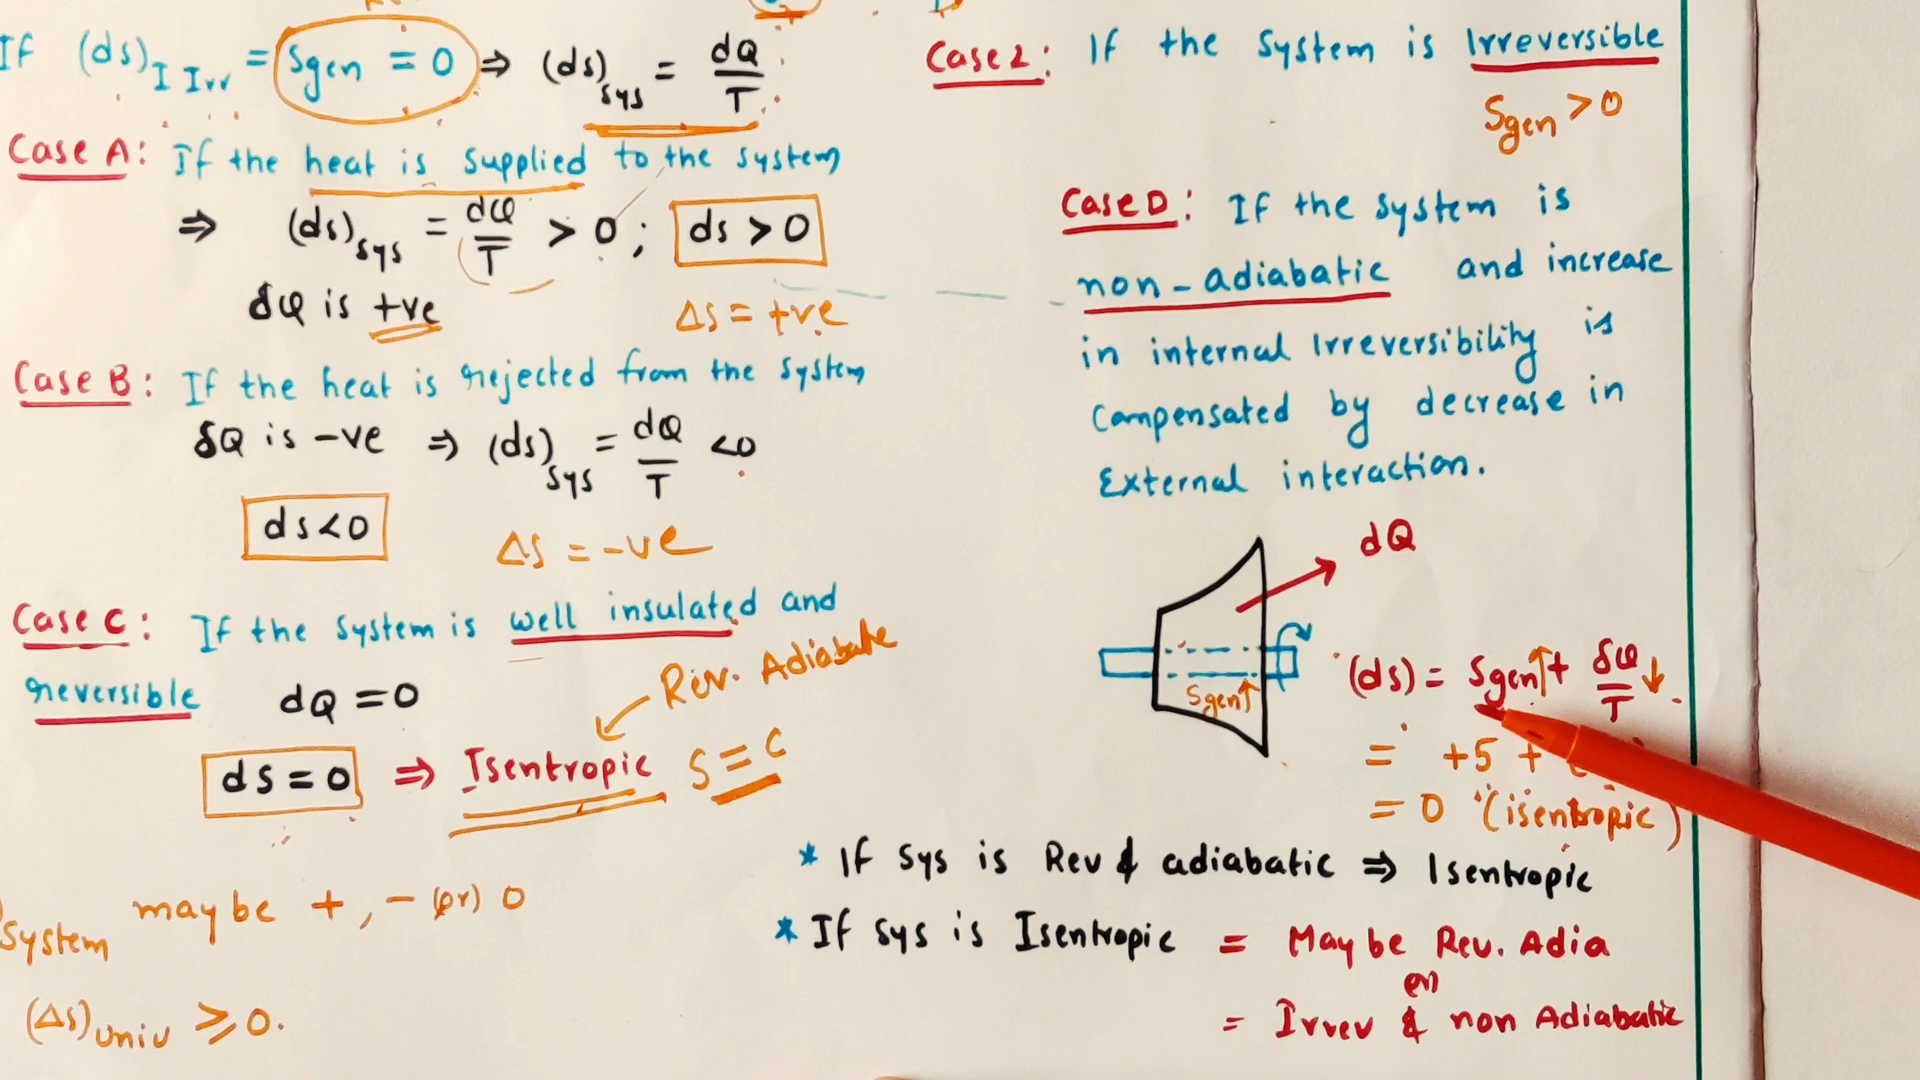 If (ds)I Irr = Sgen = 0 ⇒ (ds)sys = dQ/T
Case A: If the heat is supplied to the system
⇒ (ds)sys = dQ/T > 0 ; ds > 0
δQ is +ve Δs = +ve
Case B: If the heat is rejected from the system
δQ is -ve ⇒ (ds)sys = dQ/T <0
ds<0 Δs = -ve
Case C: If the system is well insulated and
reversible dQ = 0
Rev. Adiabatic
ds = 0 ⇒ Isentropic S = C
System may be +, - (or) 0
(Δs)univ ≥ 0.
Case 2: If the system is Irreversible
Sgen > 0
Case D: If the system is
non-adiabatic and increase
in internal Irreversibility is
Compensated by decrease in
External interaction.
dQ
Sgen↑
(ds) = Sgen↑ + δQ/T ↓
= +5 +
= 0 (isentropic)
* If sys is Rev & adiabatic ⇒ Isentropic
* If sys is Isentropic = May be Rev. Adia
or
= Irrev & non Adiabatic